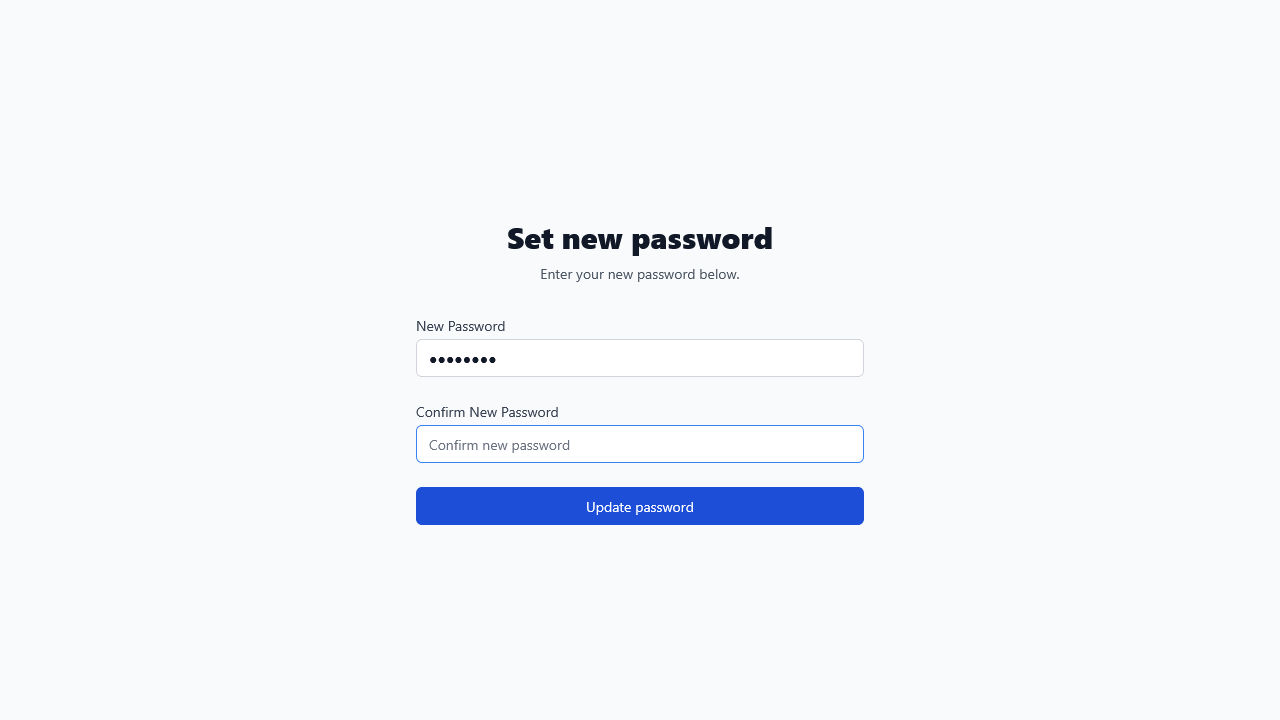 Set new password
Enter your new password below.
New Password
••••••••
Confirm New Password
Confirm new password
Update password